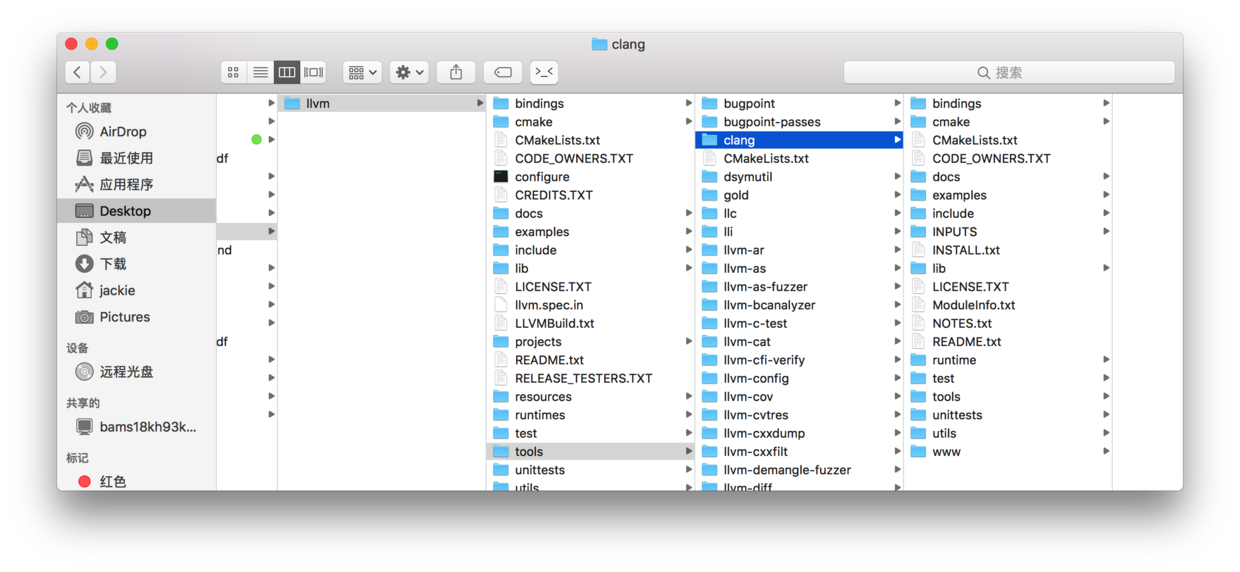 clang
搜索
个人收藏
AirDrop
最近使用
应用程序
Desktop
文稿
下载
jackie
Pictures
设备
远程光盘
共享的
bams18kh93k...
标记
红色
df
nd
df
llvm
bindings
cmake
CMakeLists.txt
CODE_OWNERS.TXT
configure
CREDITS.TXT
docs
examples
include
lib
LICENSE.TXT
llvm.spec.in
LLVMBuild.txt
projects
README.txt
RELEASE_TESTERS.TXT
resources
runtimes
test
tools
unittests
utils
bugpoint
bugpoint-passes
clang
CMakeLists.txt
dsymutil
gold
llc
lli
llvm-ar
llvm-as
llvm-as-fuzzer
llvm-bcanalyzer
llvm-c-test
llvm-cat
llvm-cfi-verify
llvm-config
llvm-cov
llvm-cvtres
llvm-cxxdump
llvm-cxxfilt
llvm-demangle-fuzzer
llvm-diff
bindings
cmake
CMakeLists.txt
CODE_OWNERS.TXT
docs
examples
include
INPUTS
INSTALL.txt
lib
LICENSE.TXT
ModuleInfo.txt
NOTES.txt
README.txt
runtime
test
tools
unittests
utils
www